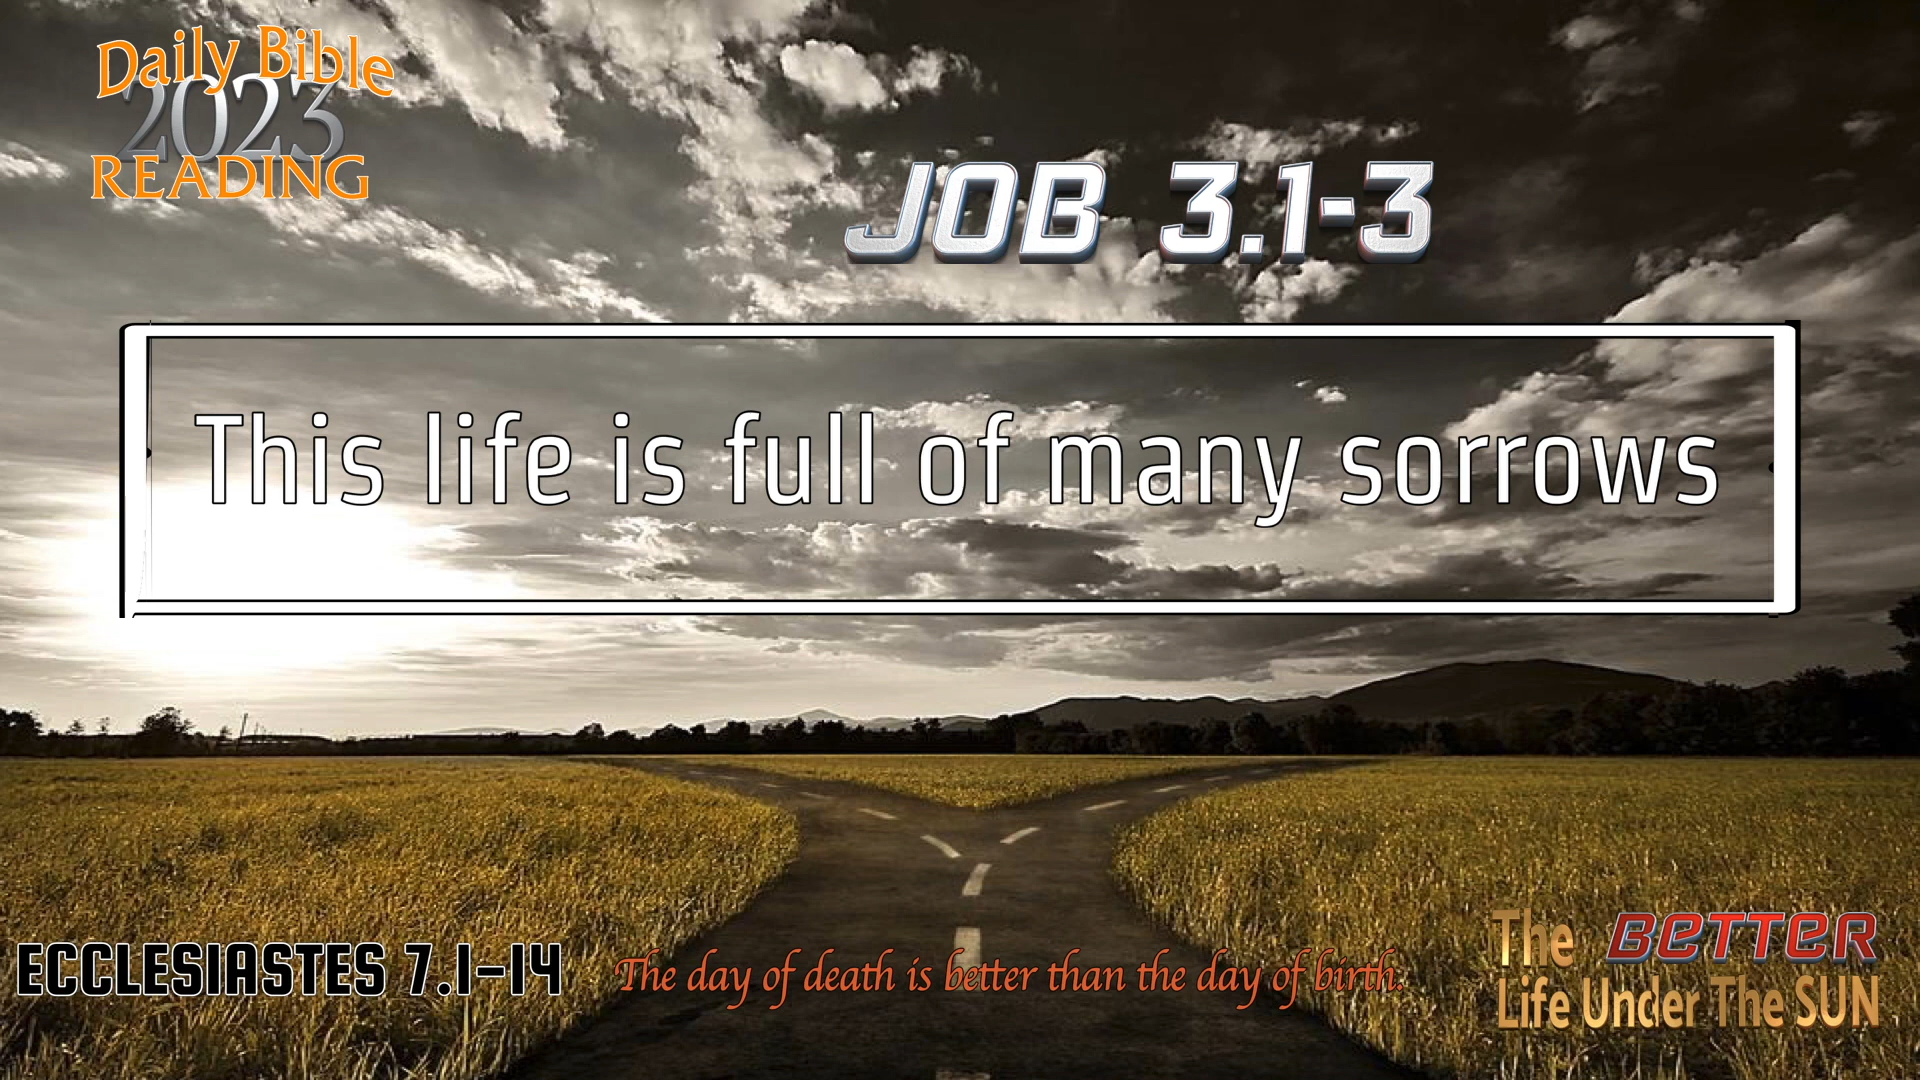 Daily Bible
2023
READING
JOB 3.1-3
This life is full of many sorrows
ECCLESIASTES 7.1-14
The day of death is better than the day of birth.
The BETTER
Life Under The SUN